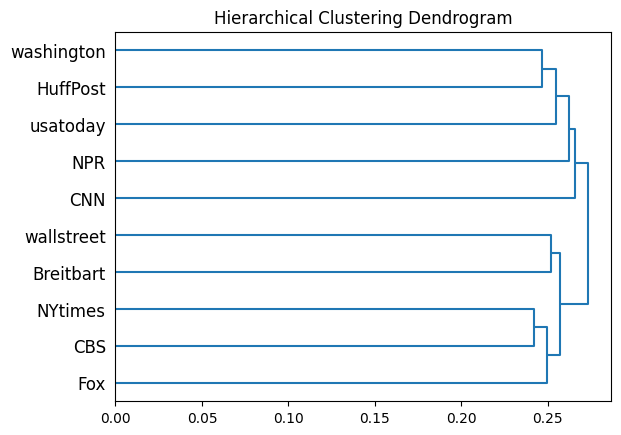 Hierarchical Clustering Dendrogram
washington
HuffPost
usatoday
NPR
CNN
wallstreet
Breitbart
NYtimes
CBS
Fox
0.00 0.05 0.10 0.15 0.20 0.25